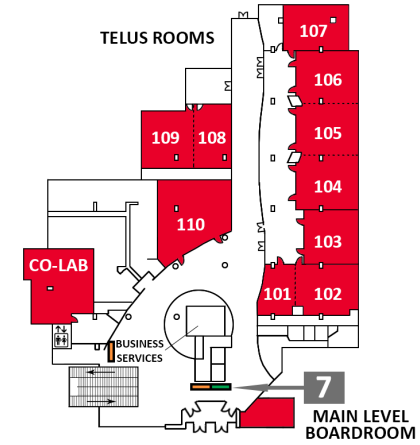 TELUS ROOMS
107
106
109
108
105
104
110
103
CO-LAB
101
102
BUSINESS
SERVICES
7
MAIN LEVEL
BOARDROOM